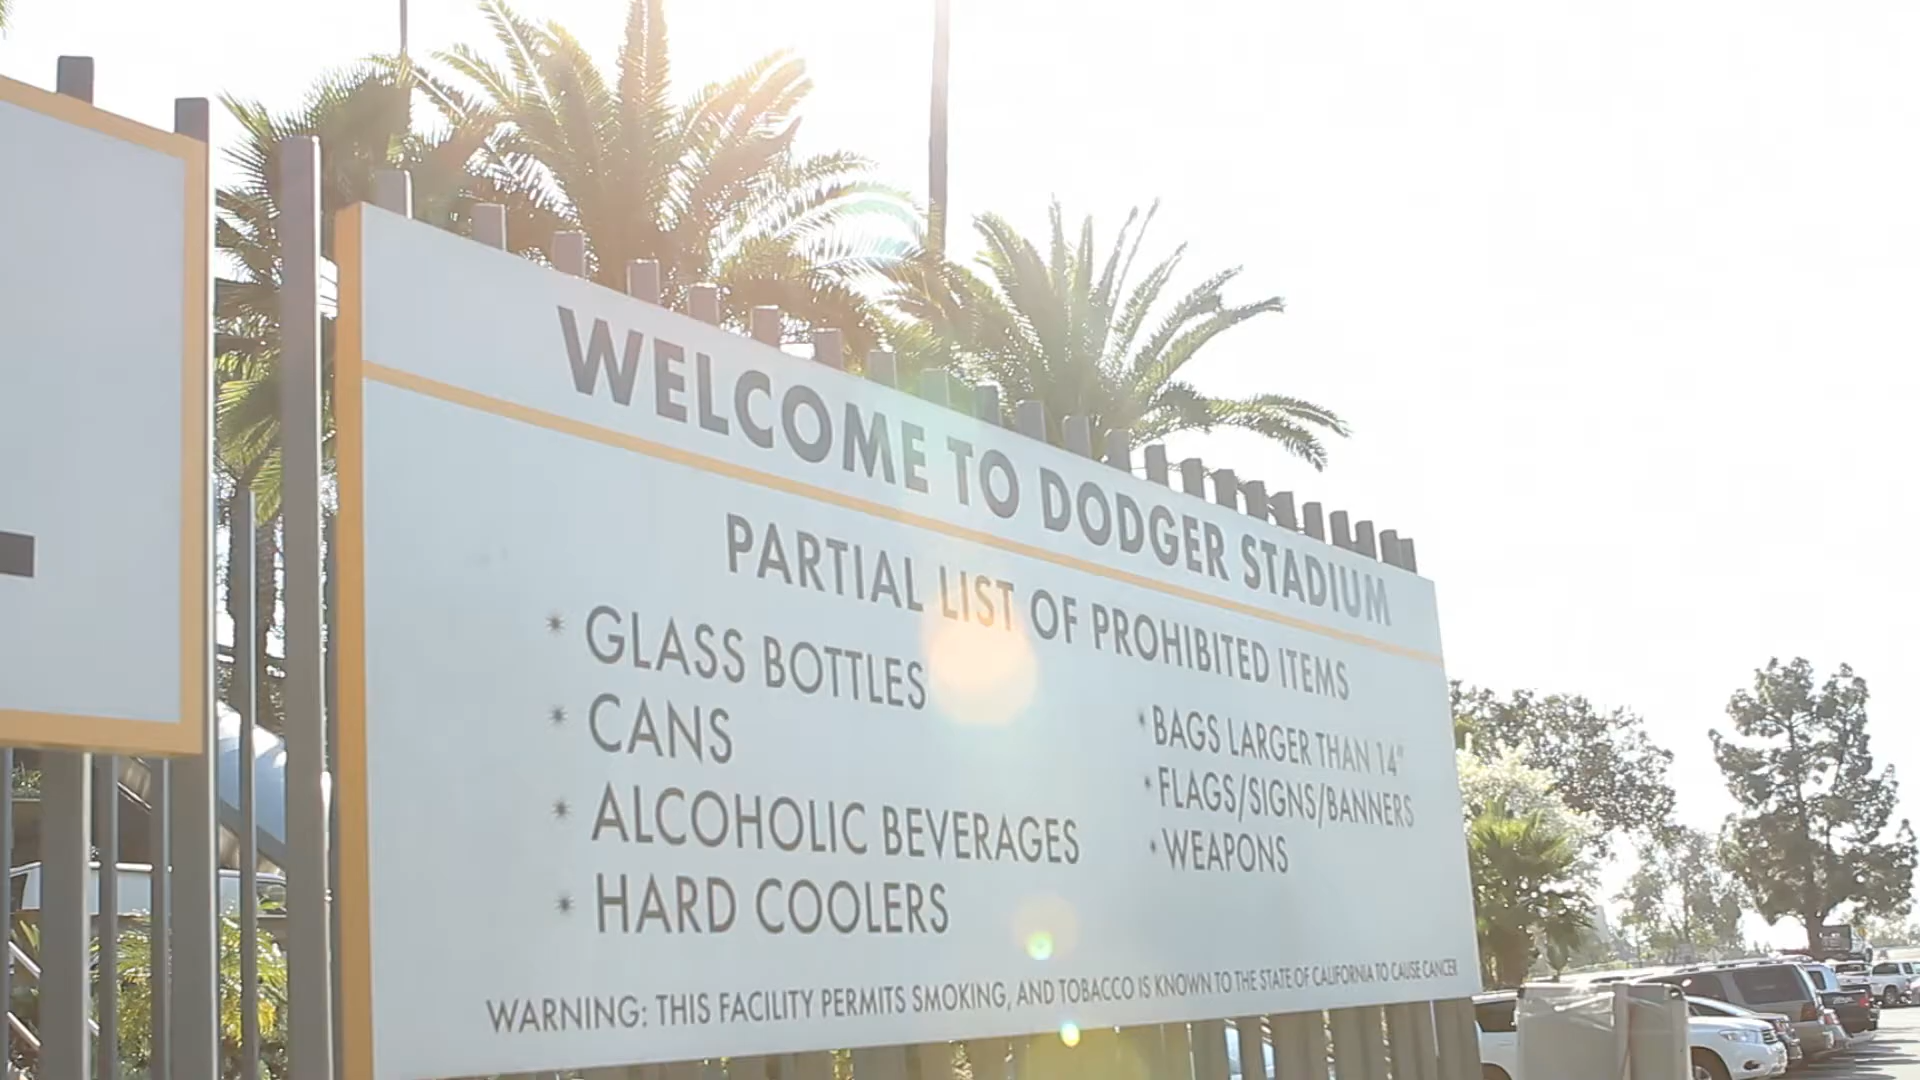 WELCOME TO DODGER STADIUM
PARTIAL LIST OF PROHIBITED ITEMS
* GLASS BOTTLES
* CANS
* ALCOHOLIC BEVERAGES
* HARD COOLERS
* BAGS LARGER THAN 14"
* FLAGS/SIGNS/BANNERS
* WEAPONS
WARNING: THIS FACILITY PERMITS SMOKING, AND TOBACCO IS KNOWN TO THE STATE OF CALIFORNIA TO CAUSE CANCER